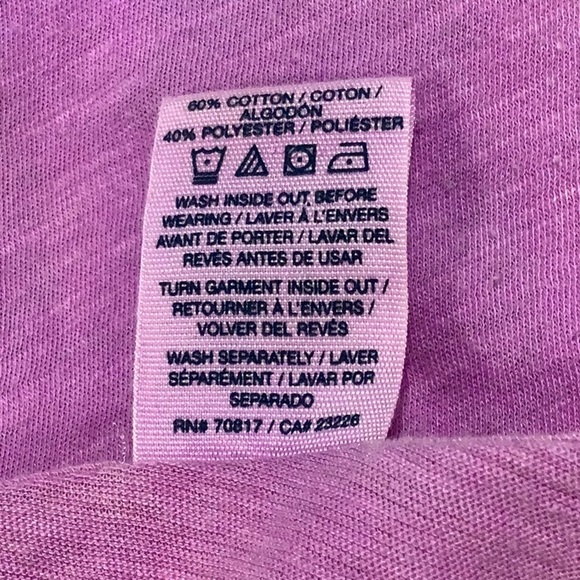 60% COTTON / COTON /
ALGODÓN
40% POLYESTER / POLIÉSTER
WASH INSIDE OUT BEFORE
WEARING / LAVER À L'ENVERS
AVANT DE PORTER / LAVAR DEL
REVÉS ANTES DE USAR
TURN GARMENT INSIDE OUT /
RETOURNER À L'ENVERS /
VOLVER DEL REVÉS
WASH SEPARATELY / LAVER
SÉPARÉMENT / LAVAR POR
SEPARADO
RN# 70817 / CA# 23226